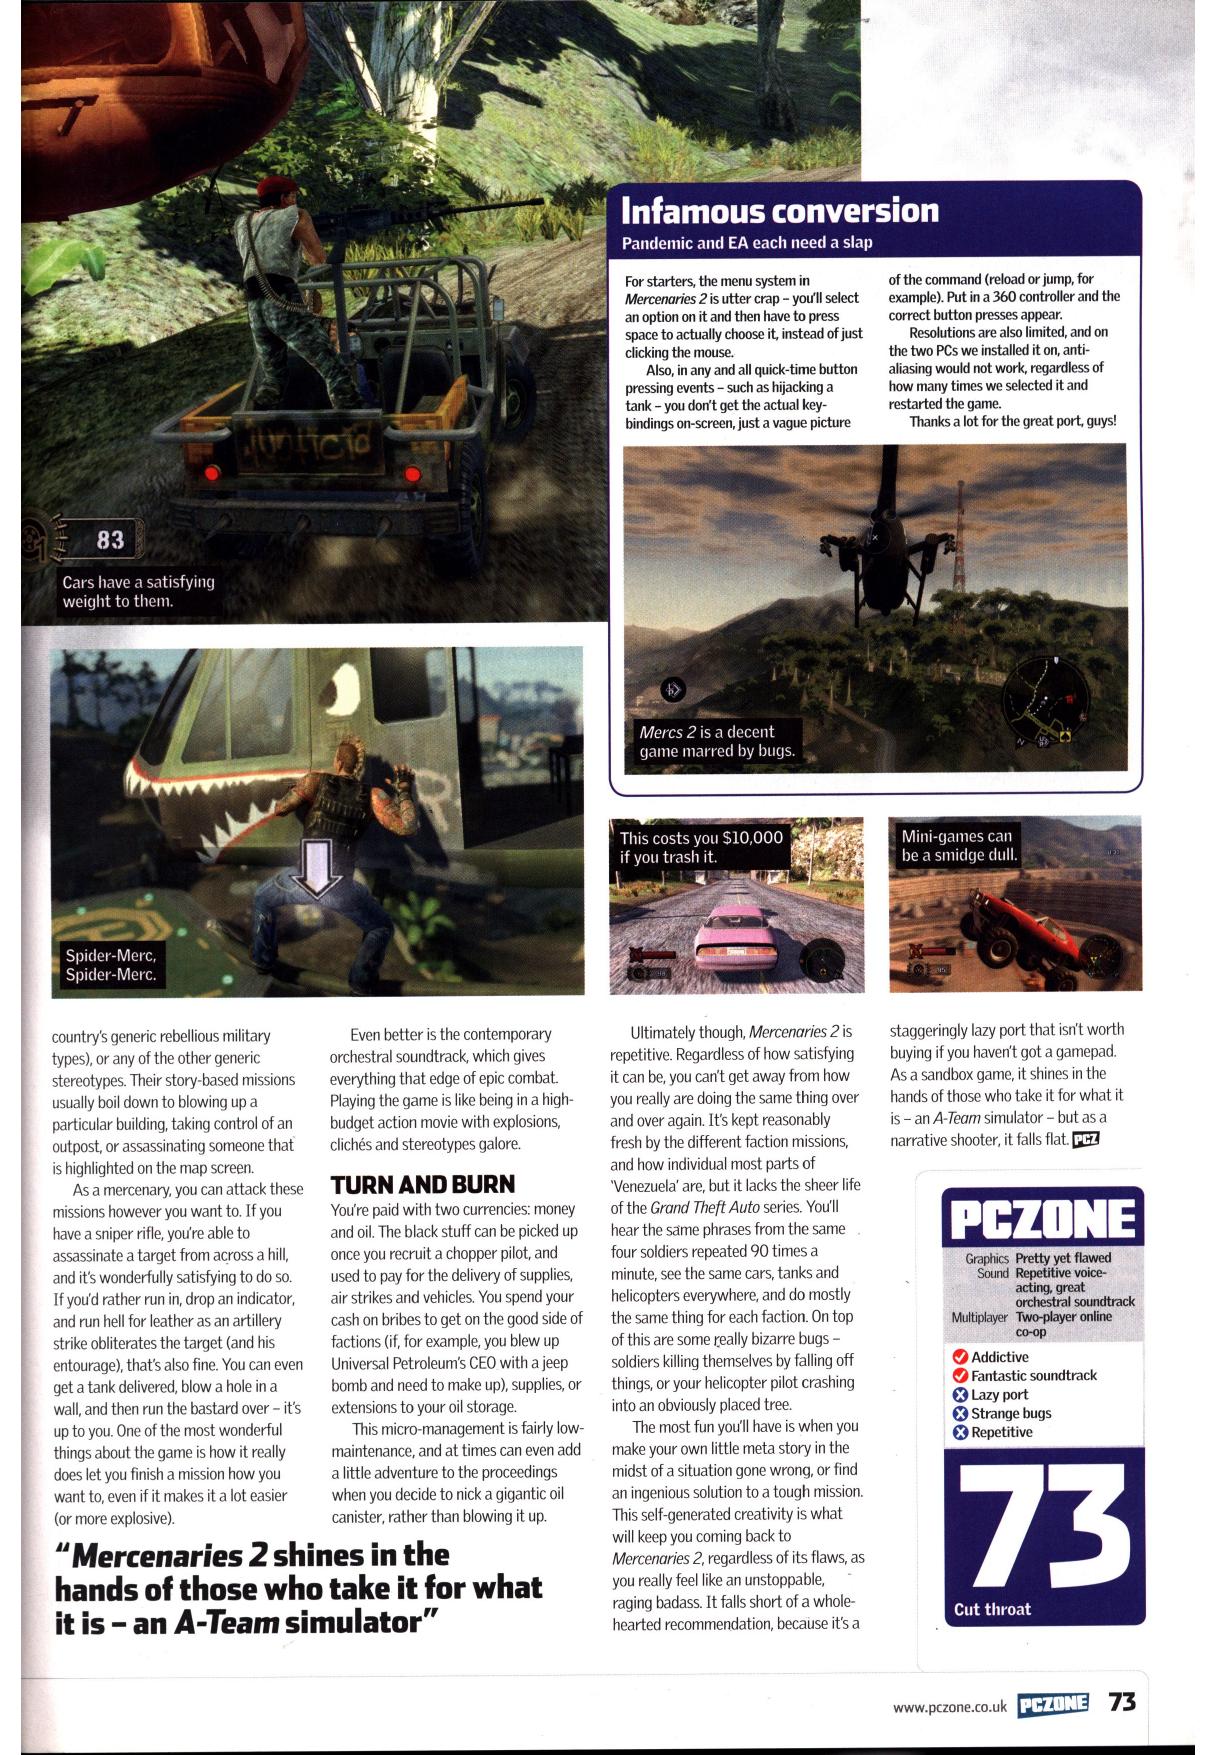 83
Cars have a satisfying
weight to them.
Infamous conversion
Pandemic and EA each need a slap
For starters, the menu system in
Mercenaries 2 is utter crap – you'll select
an option on it and then have to press
space to actually choose it, instead of just
clicking the mouse.
Also, in any and all quick-time button
pressing events – such as hijacking a
tank – you don't get the actual key-
bindings on-screen, just a vague picture
of the command (reload or jump, for
example). Put in a 360 controller and the
correct button presses appear.
Resolutions are also limited, and on
the two PCs we installed it on, anti-
aliasing would not work, regardless of
how many times we selected it and
restarted the game.
Thanks a lot for the great port, guys!
Mercs 2 is a decent
game marred by bugs.
Spider-Merc,
Spider-Merc.
This costs you $10,000
if you trash it.
Mini-games can
be a smidge dull.
country's generic rebellious military
types), or any of the other generic
stereotypes. Their story-based missions
usually boil down to blowing up a
particular building, taking control of an
outpost, or assassinating someone that
is highlighted on the map screen.
As a mercenary, you can attack these
missions however you want to. If you
have a sniper rifle, you're able to
assassinate a target from across a hill,
and it's wonderfully satisfying to do so.
If you'd rather run in, drop an indicator,
and run hell for leather as an artillery
strike obliterates the target (and his
entourage), that's also fine. You can even
get a tank delivered, blow a hole in a
wall, and then run the bastard over – it's
up to you. One of the most wonderful
things about the game is how it really
does let you finish a mission how you
want to, even if it makes it a lot easier
(or more explosive).
Even better is the contemporary
orchestral soundtrack, which gives
everything that edge of epic combat.
Playing the game is like being in a high-
budget action movie with explosions,
clichés and stereotypes galore.
TURN AND BURN
You're paid with two currencies: money
and oil. The black stuff can be picked up
once you recruit a chopper pilot, and
used to pay for the delivery of supplies,
air strikes and vehicles. You spend your
cash on bribes to get on the good side of
factions (if, for example, you blew up
Universal Petroleum's CEO with a jeep
bomb and need to make up), supplies, or
extensions to your oil storage.
This micro-management is fairly low-
maintenance, and at times can even add
a little adventure to the proceedings
when you decide to nick a gigantic oil
canister, rather than blowing it up.
"Mercenaries 2 shines in the
hands of those who take it for what
it is – an A-Team simulator"
Ultimately though, Mercenaries 2 is
repetitive. Regardless of how satisfying
it can be, you can't get away from how
you really are doing the same thing over
and over again. It's kept reasonably
fresh by the different faction missions,
and how individual most parts of
'Venezuela' are, but it lacks the sheer life
of the Grand Theft Auto series. You'll
hear the same phrases from the same
four soldiers repeated 90 times a
minute, see the same cars, tanks and
helicopters everywhere, and do mostly
the same thing for each faction. On top
of this are some really bizarre bugs –
soldiers killing themselves by falling off
things, or your helicopter pilot crashing
into an obviously placed tree.
The most fun you'll have is when you
make your own little meta story in the
midst of a situation gone wrong, or find
an ingenious solution to a tough mission.
This self-generated creativity is what
will keep you coming back to
Mercenaries 2, regardless of its flaws, as
you really feel like an unstoppable,
raging badass. It falls short of a whole-
hearted recommendation, because it's a
staggeringly lazy port that isn't worth
buying if you haven't got a gamepad.
As a sandbox game, it shines in the
hands of those who take it for what it
is – an A-Team simulator – but as a
narrative shooter, it falls flat. PCZ
PCZONE
Graphics Pretty yet flawed
Sound Repetitive voice-
acting, great
orchestral soundtrack
Multiplayer Two-player online
co-op
Addictive
Fantastic soundtrack
Lazy port
Strange bugs
Repetitive
73
Cut throat
www.pczone.co.uk PCZONE 73